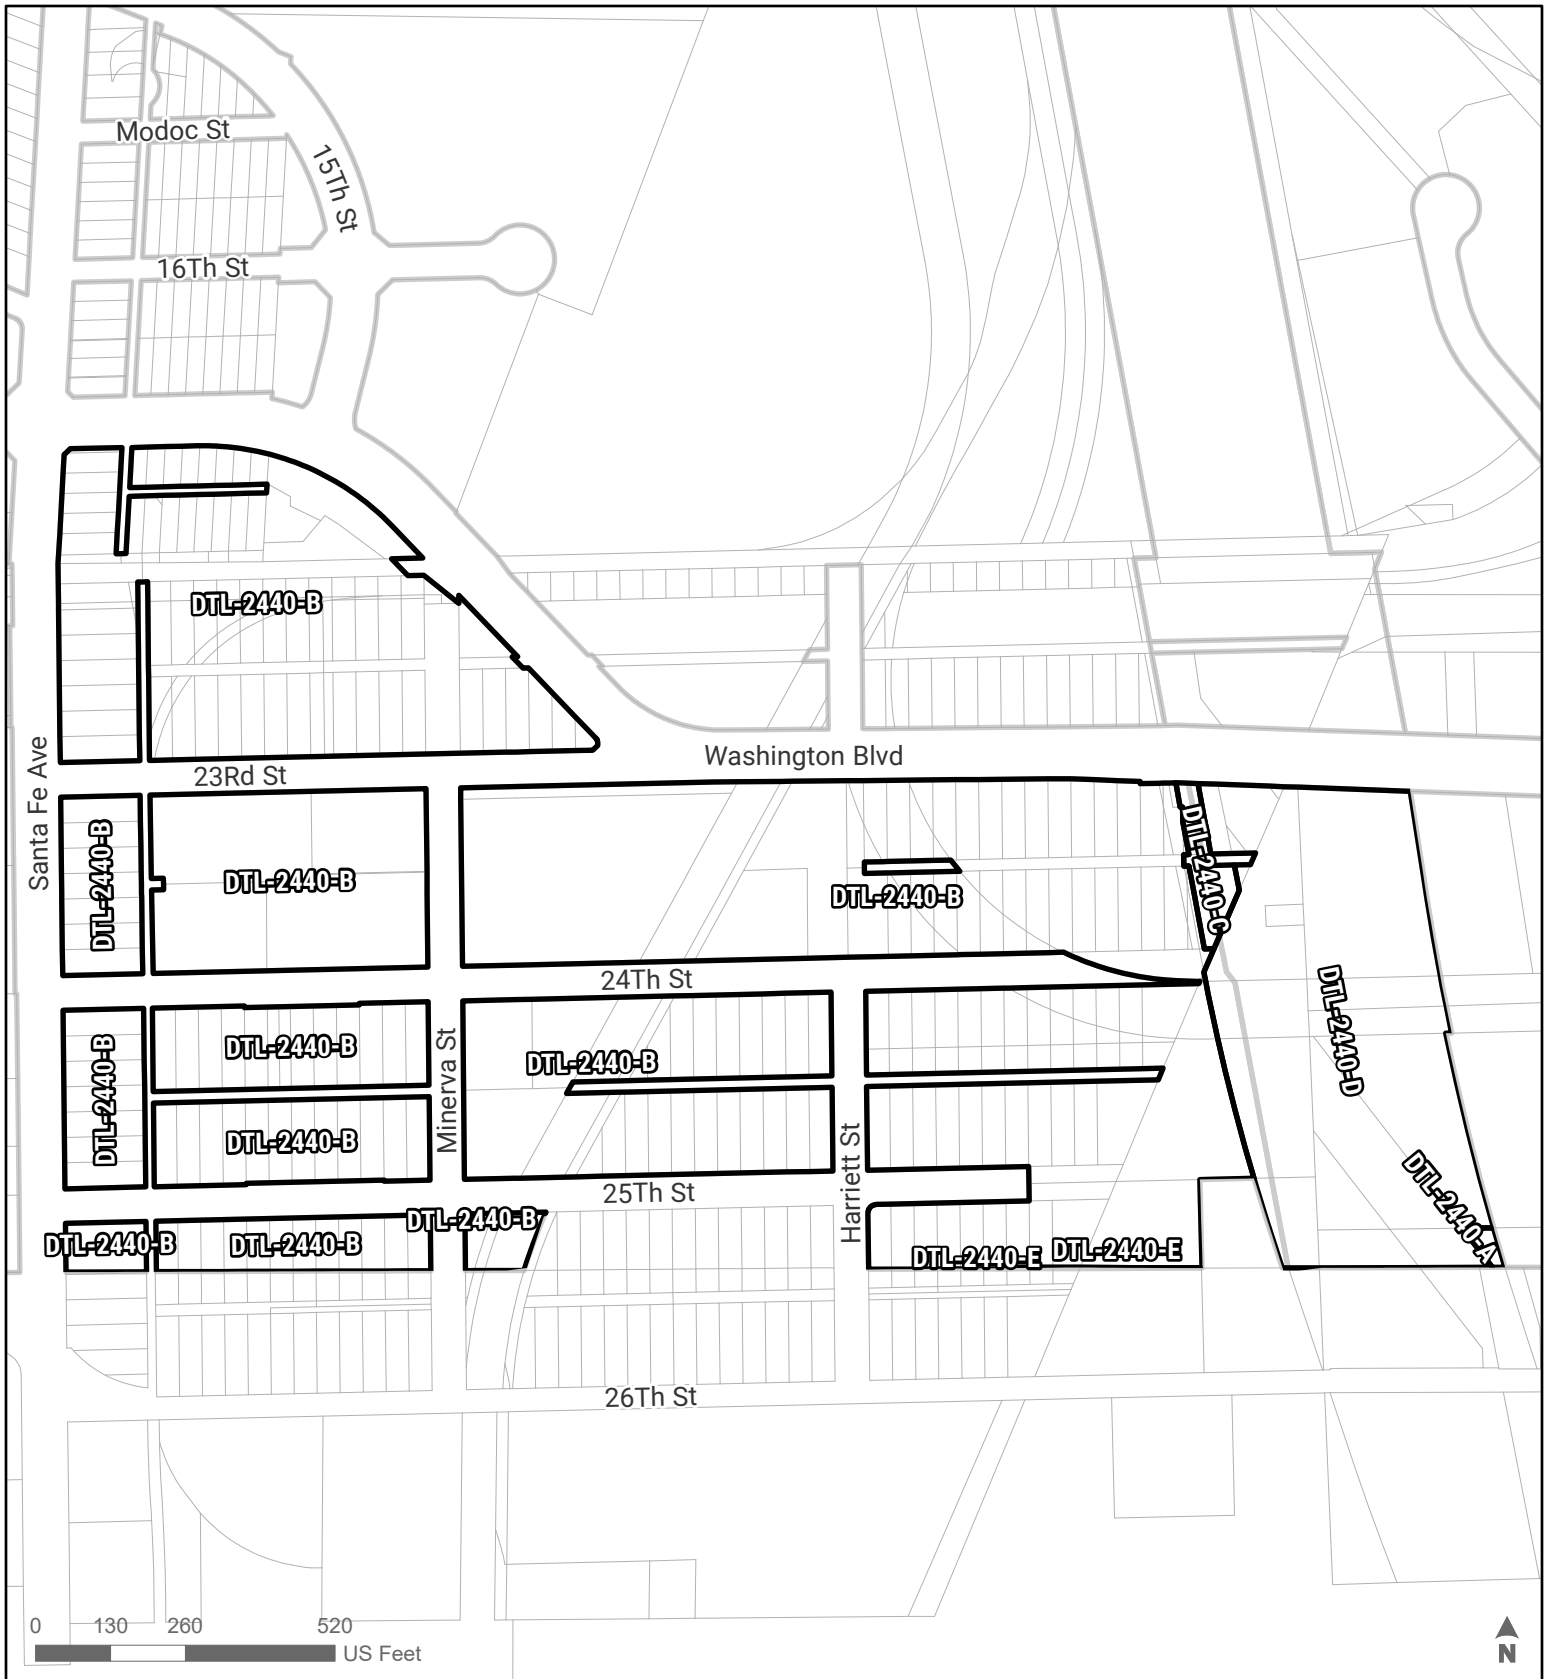 Modoc St
15Th St
16Th St
DTL-2440-B
Santa Fe Ave
Washington Blvd
23Rd St
DTL-2440-B
DTL-2440-B
DTL-2440-B
DTL-2440-C
24Th St
DTL-2440-D
DTL-2440-B
DTL-2440-B
Minerva St
DTL-2440-B
DTL-2440-B
Harriett St
25Th St
DTL-2440-A
DTL-2440-B
DTL-2440-B
DTL-2440-B
DTL-2440-E
DTL-2440-E
26Th St
0 130 260 520
US Feet
N